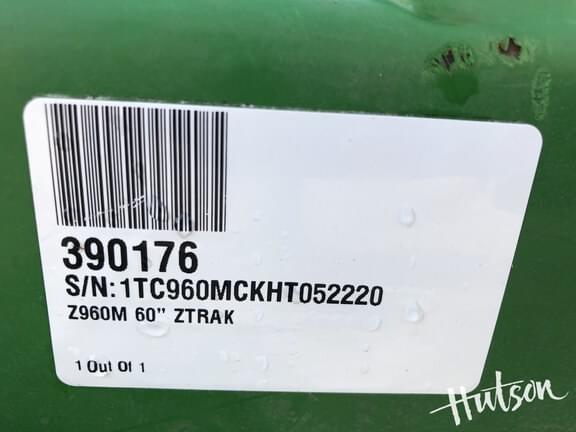 390176
S/N: 1TC960MCKHT052220
Z960M 60" ZTRAK
1 Out Of 1
Hutson